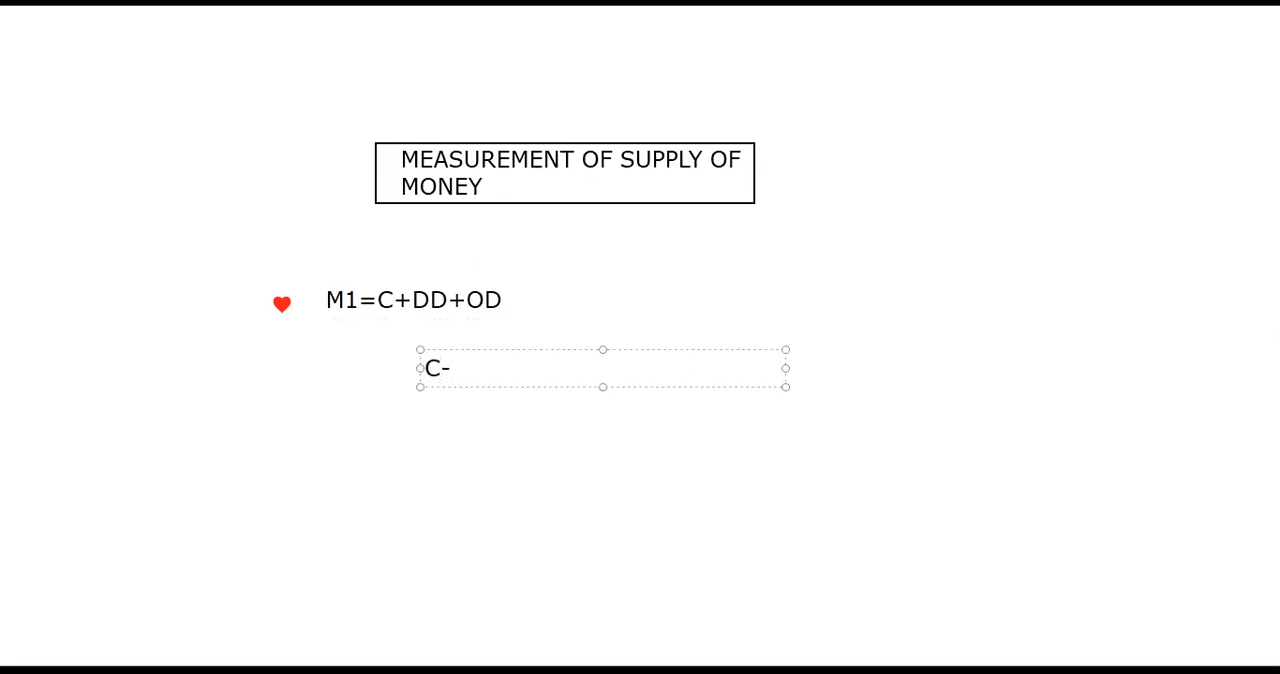 MEASUREMENT OF SUPPLY OF
MONEY
M1=C+DD+OD
C-